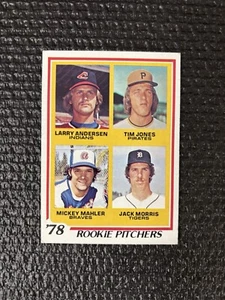 LARRY ANDERSEN
INDIANS
TIM JONES
PIRATES
MICKEY MAHLER
BRAVES
JACK MORRIS
TIGERS
'78 ROOKIE PITCHERS